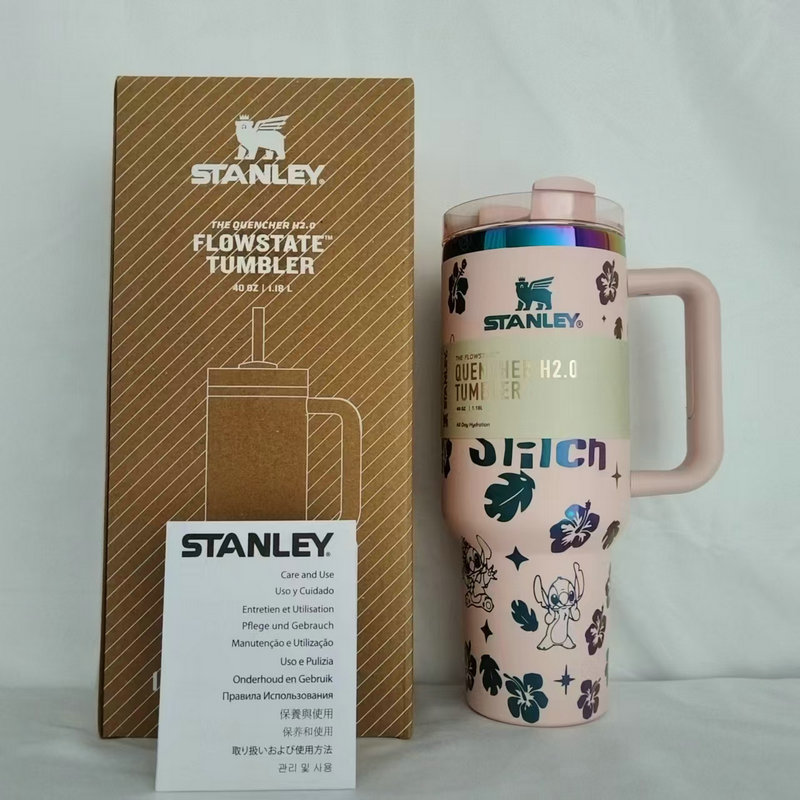 STANLEY®
THE QUENCHER H2.0
FLOWSTATE™
TUMBLER
40 OZ | 1.18 L
STANLEY®
Care and Use
Uso y Cuidado
Entretien et Utilisation
Pflege und Gebrauch
Manutenção e Utilização
Uso e Pulizia
Onderhoud en Gebruik
Правила Использования
保養與使用
保养和使用
取り扱いおよび使用方法
관리 및 사용
STANLEY®
THE FLOWSTATE™
QUENCHER H2.0
TUMBLER
40 OZ | 1.18L
All Day Hydration
Stitch